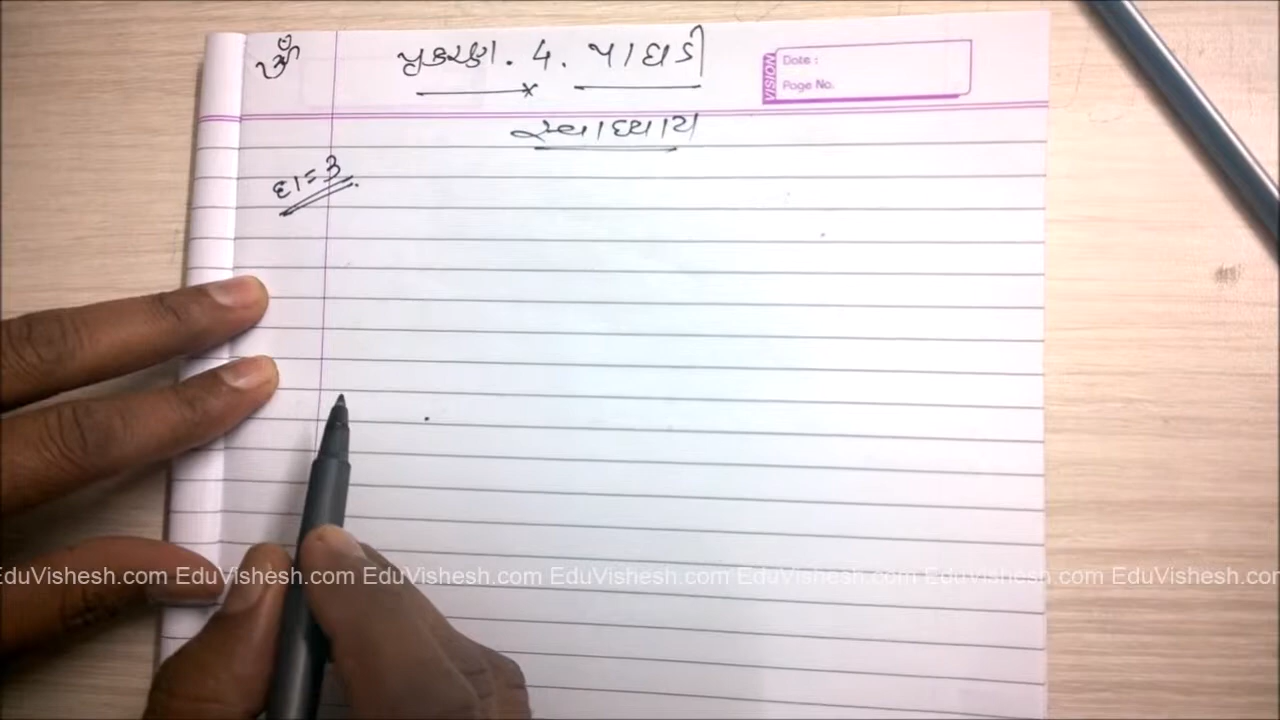 ૐ
પ્રકરણ. 4. પાઘડી
VISION
Date :
Page No.
સ્વાધ્યાય
ધો=3
EduVishesh.com EduVishesh.com EduVishesh.com EduVishesh.com EduVishesh.com EduVishesh.com EduVishesh.com